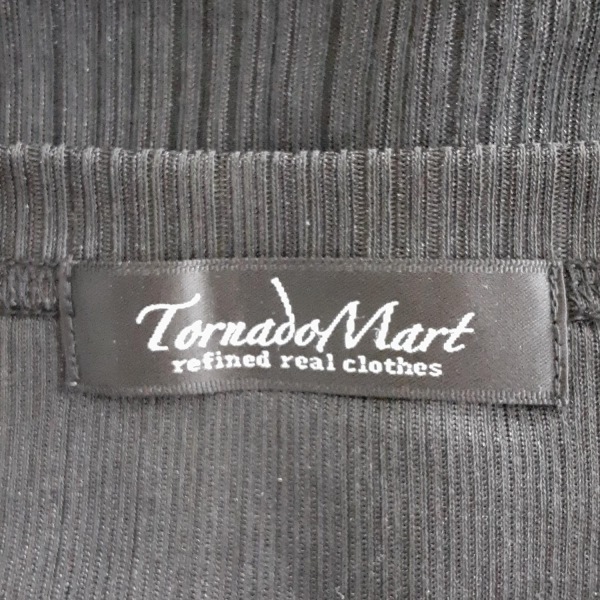 TornadoMart
refined real clothes